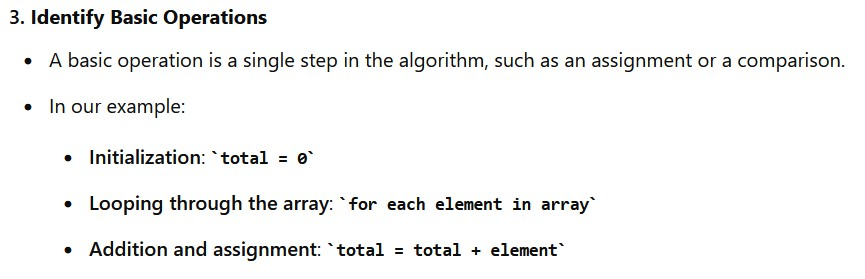 3. Identify Basic Operations
• A basic operation is a single step in the algorithm, such as an assignment or a comparison.
• In our example:
• Initialization: `total = 0`
• Looping through the array: `for each element in array`
• Addition and assignment: `total = total + element`